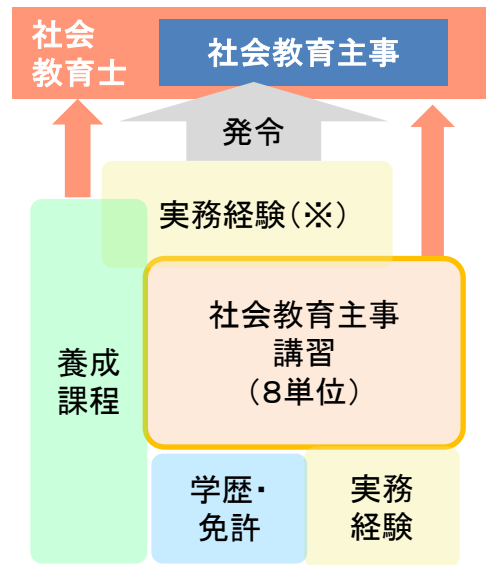 社会
教育士
社会教育主事
発令
実務経験(※)
社会教育主事
講習
(8単位)
養成
課程
学歴・
免許
実務
経験